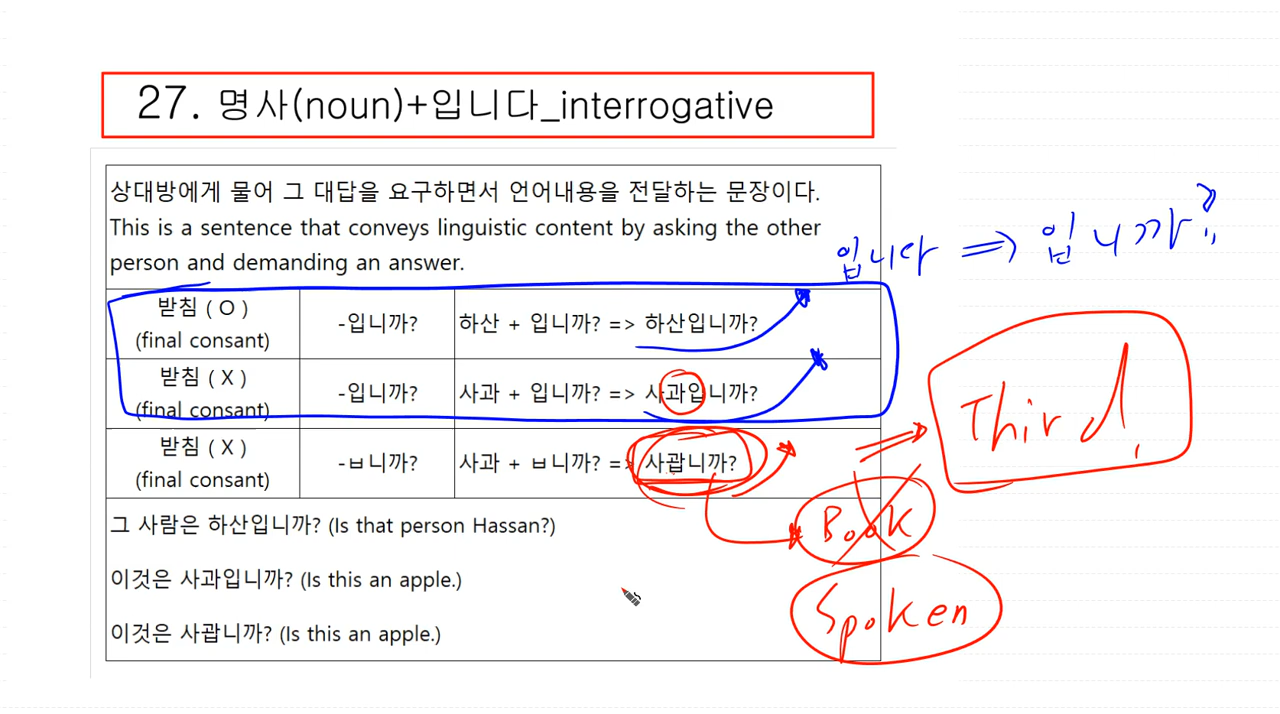 27. 명사(noun)+입니다_interrogative
상대방에게 물어 그 대답을 요구하면서 언어내용을 전달하는 문장이다.
This is a sentence that conveys linguistic content by asking the other
person and demanding an answer.
입니다 ⇒ 입니까?
받침 ( O )
(final consant)
-입니까?
하산 + 입니까? => 하산입니까?
받침 ( X )
(final consant)
-입니까?
사과 + 입니까? => 사과입니까?
받침 ( X )
(final consant)
-ㅂ니까?
사과 + ㅂ니까? => 사괍니까?
Third!
Book
Spoken
그 사람은 하산입니까? (Is that person Hassan?)
이것은 사과입니까? (Is this an apple.)
이것은 사괍니까? (Is this an apple.)